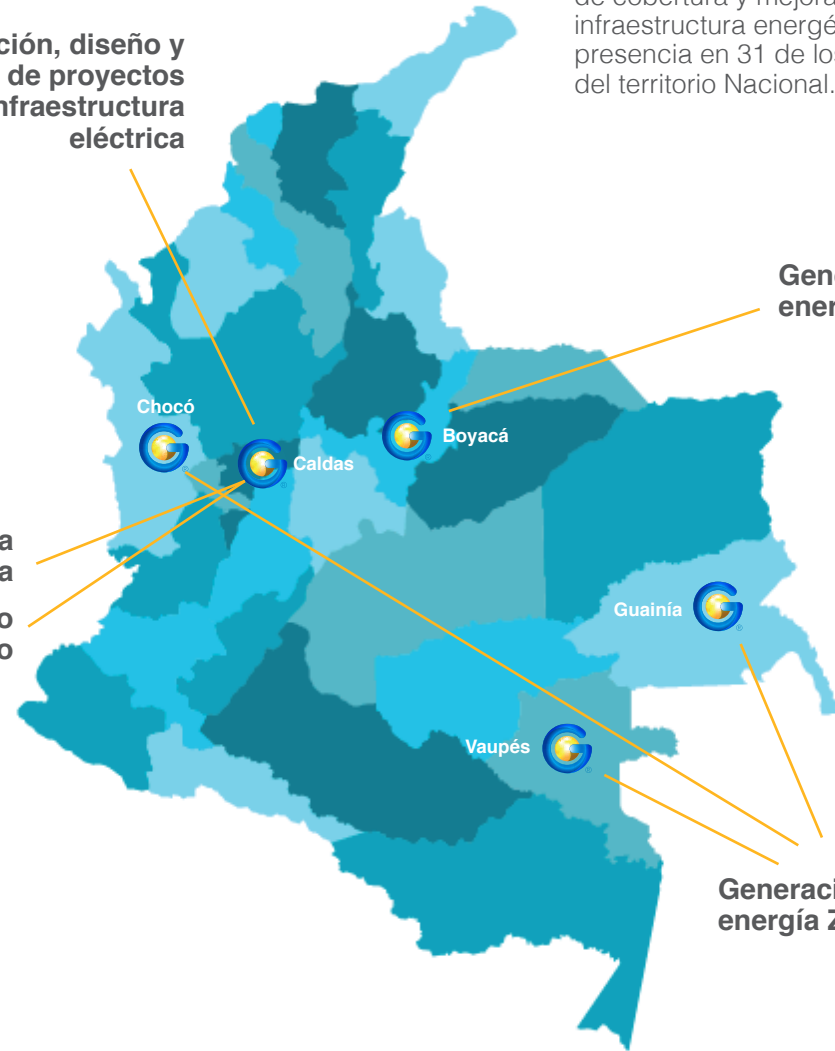 de cobertura y mejora
infraestructura energé
presencia en 31 de los
del territorio Nacional.
ción, diseño y
de proyectos
nfraestructura
eléctrica
Gene
ener
Chocó
Boyacá
Caldas
a
a
o
o
Guainía
Vaupés
Generaci
energía Z